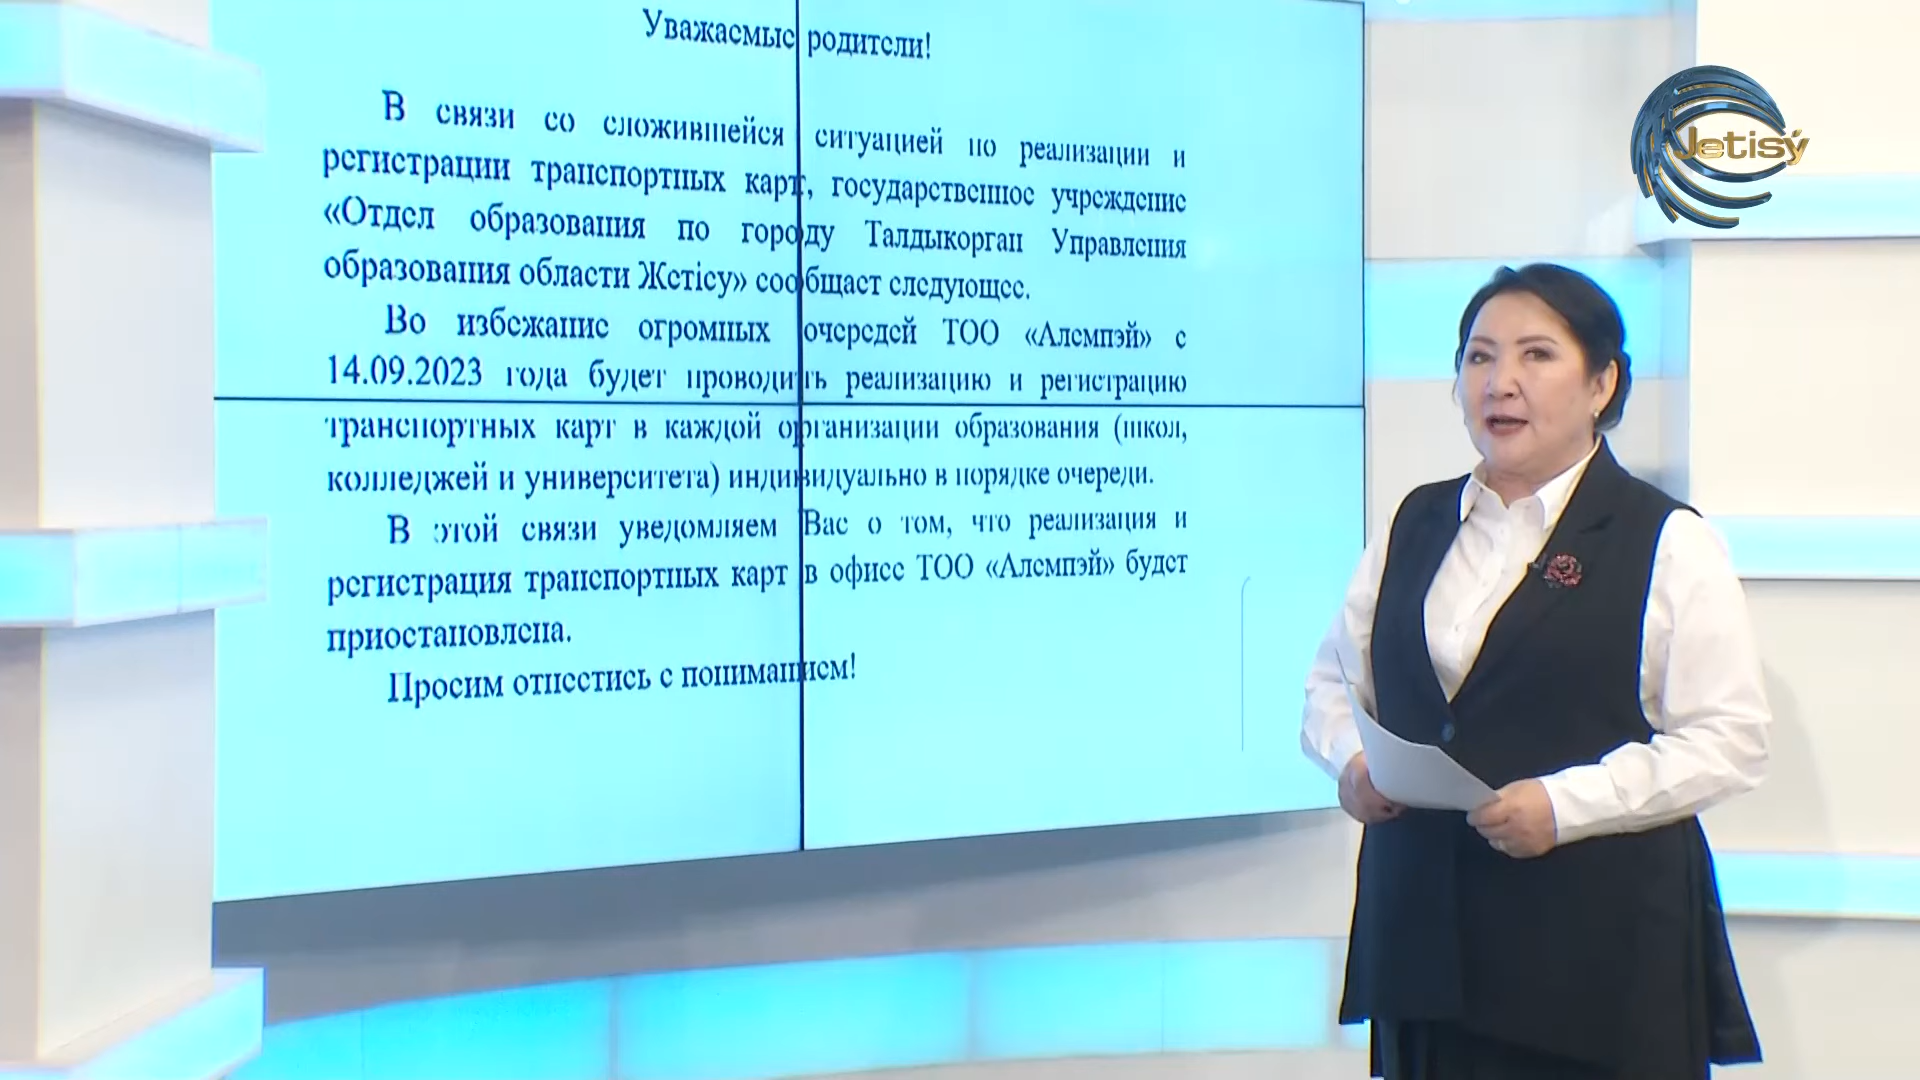 Уважаемые родители!
В связи со сложившейся ситуацией по реализации и
регистрации транспортных карт, государственное учреждение
«Отдел образования по городу Талдыкорган Управления
образования области Жетісу» сообщает следующее.
Во избежание огромных очередей ТОО «Алемпэй» с
14.09.2023 года будет проводить реализацию и регистрацию
транспортных карт в каждой организации образования (школ,
колледжей и университета) индивидуально в порядке очереди.
В этой связи уведомляем Вас о том, что реализация и
регистрация транспортных карт в офисе ТОО «Алемпэй» будет
приостановлена.
Просим отнестись с пониманием!
Jetisý